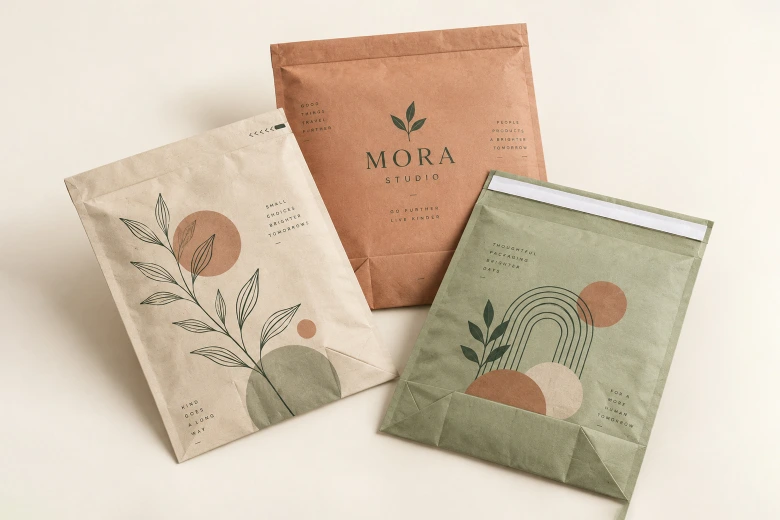 GOOD
THINGS
TRAVEL
FURTHER
MORA
STUDIO
GO FURTHER
LIVE KINDER
PEOPLE
PRODUCTS
A BRIGHTER
TOMORROW
SMALL
CHOICES
BRIGHTER
TOMORROWS
KIND
GOES
A LONG
WAY
THOUGHTFUL
PACKAGING
BRIGHTER
DAYS
FOR A
MORE
HUMAN
TOMORROW